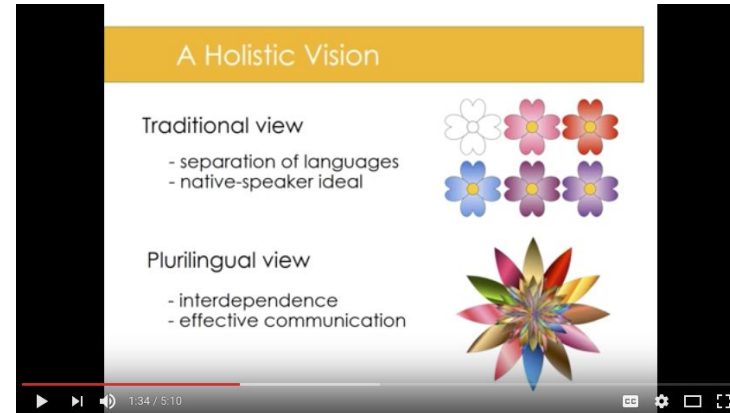 A Holistic Vision
Traditional view
- separation of languages
- native-speaker ideal
Plurilingual view
- interdependence
- effective communication
1:34 / 5:10
CC